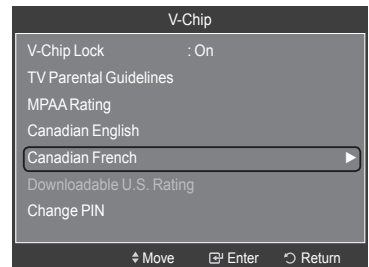 V-Chip
V-Chip Lock : On
TV Parental Guidelines
MPAA Rating
Canadian English
Canadian French
Downloadable U.S. Rating
Change PIN
Move Enter Return